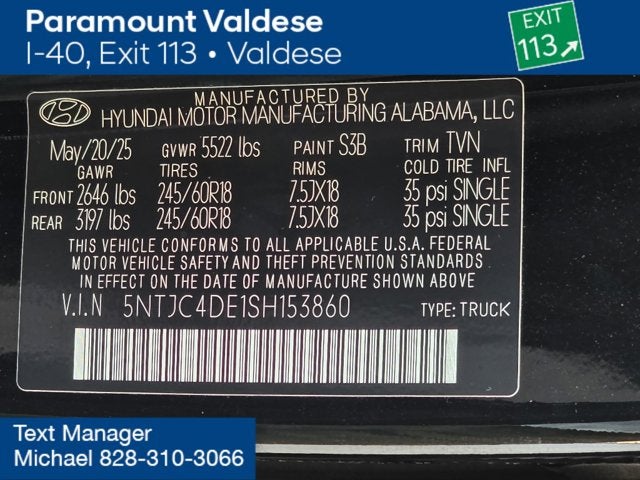 Paramount Valdese
I-40, Exit 113 • Valdese
EXIT
113
MANUFACTURED BY
HYUNDAI MOTOR MANUFACTURING ALABAMA, LLC
May/20/25 GVWR 5522 lbs PAINT S3B TRIM TVN
GAWR TIRES RIMS COLD TIRE INFL
FRONT 2646 lbs 245/60R18 7.5JX18 35 psi SINGLE
REAR 3197 lbs 245/60R18 7.5JX18 35 psi SINGLE
THIS VEHICLE CONFORMS TO ALL APPLICABLE U.S.A. FEDERAL
MOTOR VEHICLE SAFETY AND THEFT PREVENTION STANDARDS
IN EFFECT ON THE DATE OF MANUFACTURE SHOWN ABOVE.
V.I.N 5NTJC4DE1SH153860 TYPE: TRUCK
Text Manager
Michael 828-310-3066